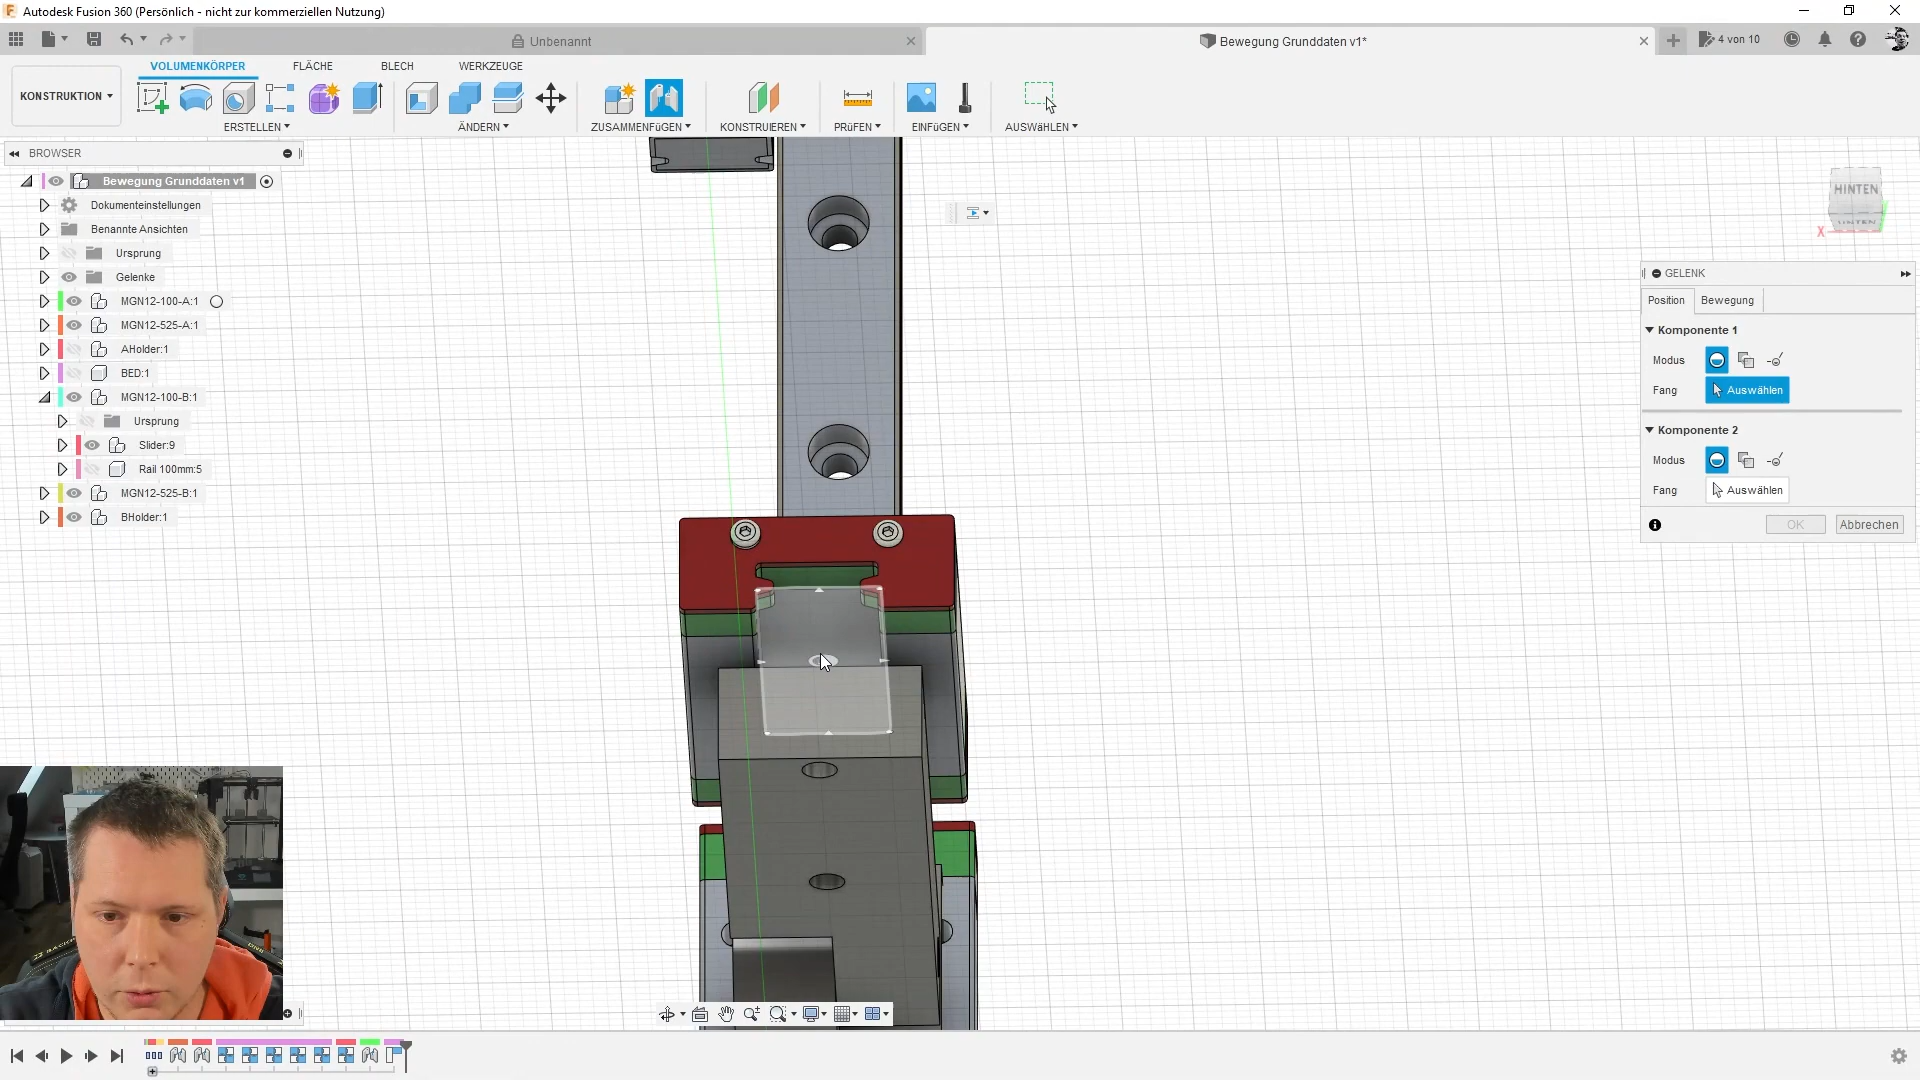 Autodesk Fusion 360 (Persönlich - nicht zur kommerziellen Nutzung)
Unbenannt
Bewegung Grunddaten v1*
4 von 10
KONSTRUKTION
VOLUMENKÖRPER
FLÄCHE
BLECH
WERKZEUGE
ERSTELLEN
ÄNDERN
ZUSAMMENFÜGEN
KONSTRUIEREN
PRÜFEN
EINFÜGEN
AUSWÄHLEN
BROWSER
Bewegung Grunddaten v1
Dokumenteinstellungen
Benannte Ansichten
Ursprung
Gelenke
MGN12-100-A:1
MGN12-525-A:1
AHolder:1
BED:1
MGN12-100-B:1
Ursprung
Slider:9
Rail 100mm:5
MGN12-525-B:1
BHolder:1
HINTEN
UNTEN
X
GELENK
Position
Bewegung
Komponente 1
Modus
Fang
Auswählen
Komponente 2
Modus
Fang
Auswählen
OK
Abbrechen